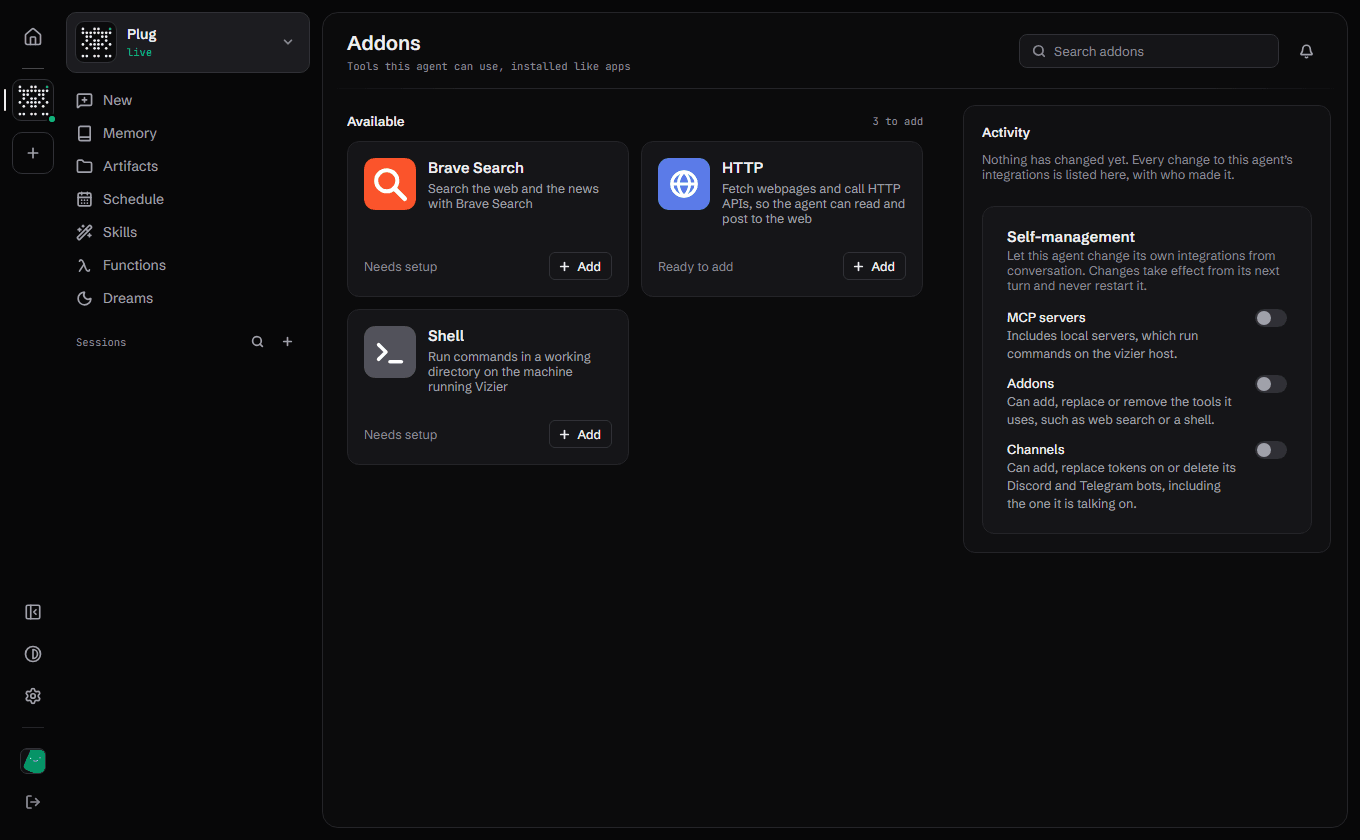 Plug
live
New
Memory
Artifacts
Schedule
Skills
Functions
Dreams
Sessions
Addons
Tools this agent can use, installed like apps
Search addons
Available
3 to add
Brave Search
Search the web and the news
with Brave Search
Needs setup
+ Add
HTTP
Fetch webpages and call HTTP
APIs, so the agent can read and
post to the web
Ready to add
+ Add
Shell
Run commands in a working
directory on the machine
running Vizier
Needs setup
+ Add
Activity
Nothing has changed yet. Every change to this agent's
integrations is listed here, with who made it.
Self-management
Let this agent change its own integrations from
conversation. Changes take effect from its next
turn and never restart it.
MCP servers
Includes local servers, which run
commands on the vizier host.
Addons
Can add, replace or remove the tools it
uses, such as web search or a shell.
Channels
Can add, replace tokens on or delete its
Discord and Telegram bots, including
the one it is talking on.